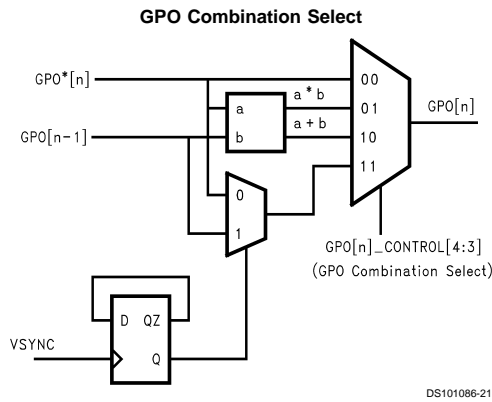 GPO Combination Select
GPO*[n]
GPO[n-1]
a
b
a * b
a + b
00
01
10
11
GPO[n]
0
1
GPO[n]_CONTROL[4:3]
(GPO Combination Select)
D QZ
VSYNC
Q
DS101086-21